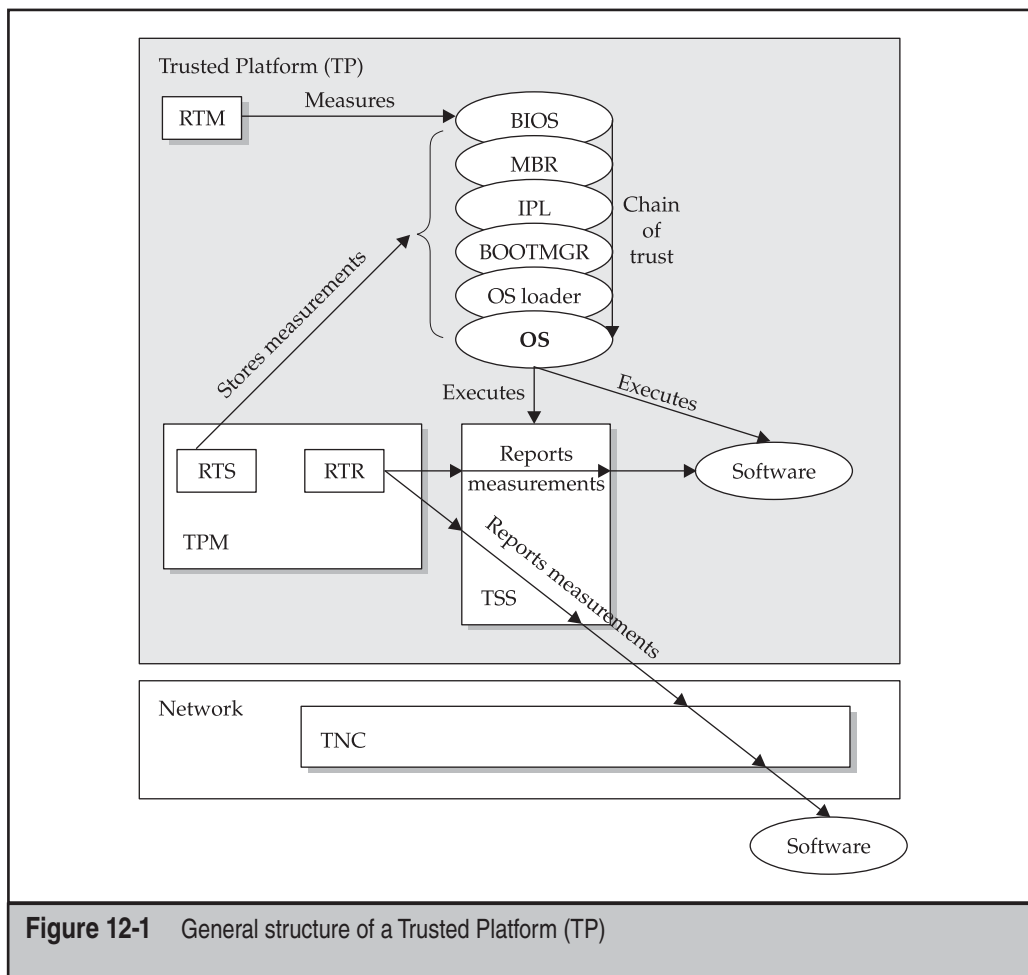 Trusted Platform (TP)
RTM
Measures
BIOS
MBR
IPL
BOOTMGR
OS loader
OS
Chain
of
trust
Stores measurements
Executes
Executes
RTS
RTR
TPM
Reports
measurements
TSS
Software
Reports measurements
Network
TNC
Software
Figure 12-1 General structure of a Trusted Platform (TP)